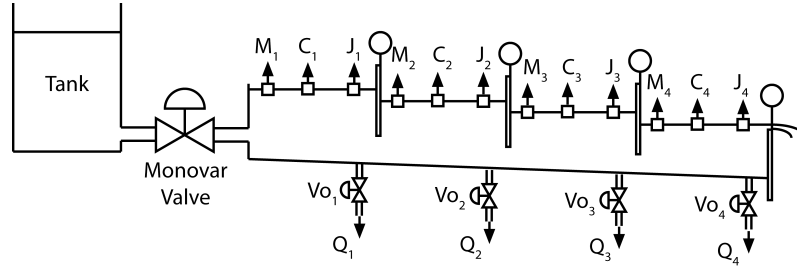 M₁ C₁ J₁
M₂ C₂ J₂
M₃ C₃ J₃
M₄ C₄ J₄
Tank
Monovar
Valve
Vo₁
Vo₂
Vo₃
Vo₄
Q₁
Q₂
Q₃
Q₄